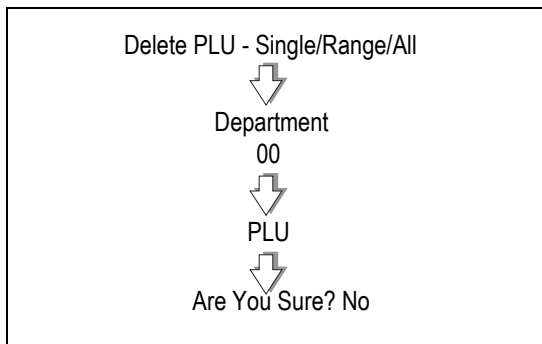 Delete PLU - Single/Range/All
Department
00
PLU
Are You Sure? No